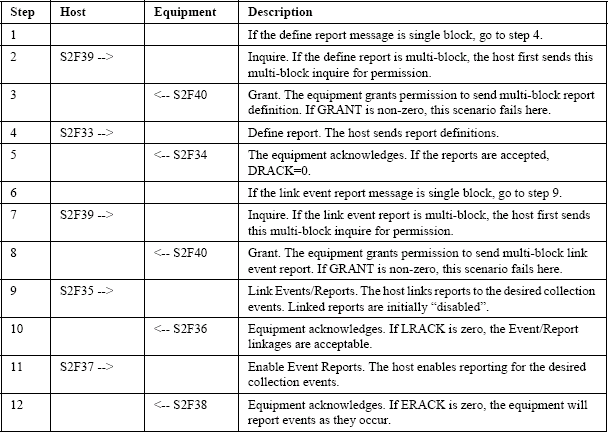 Step Host Equipment Description
1 If the define report message is single block, go to step 4.
2 S2F39 --> Inquire. If the define report is multi-block, the host first sends this
multi-block inquire for permission.
3 <-- S2F40 Grant. The equipment grants permission to send multi-block report
definition. If GRANT is non-zero, this scenario fails here.
4 S2F33 --> Define report. The host sends report definitions.
5 <-- S2F34 The equipment acknowledges. If the reports are accepted,
DRACK=0.
6 If the link event report message is single block, go to step 9.
7 S2F39 --> Inquire. If the link event report is multi-block, the host first sends
this multi-block inquire for permission.
8 <-- S2F40 Grant. The equipment grants permission to send multi-block link
event report. If GRANT is non-zero, this scenario fails here.
9 S2F35 --> Link Events/Reports. The host links reports to the desired collection
events. Linked reports are initially “disabled”.
10 <-- S2F36 Equipment acknowledges. If LRACK is zero, the Event/Report
linkages are acceptable.
11 S2F37 --> Enable Event Reports. The host enables reporting for the desired
collection events.
12 <-- S2F38 Equipment acknowledges. If ERACK is zero, the equipment will
report events as they occur.